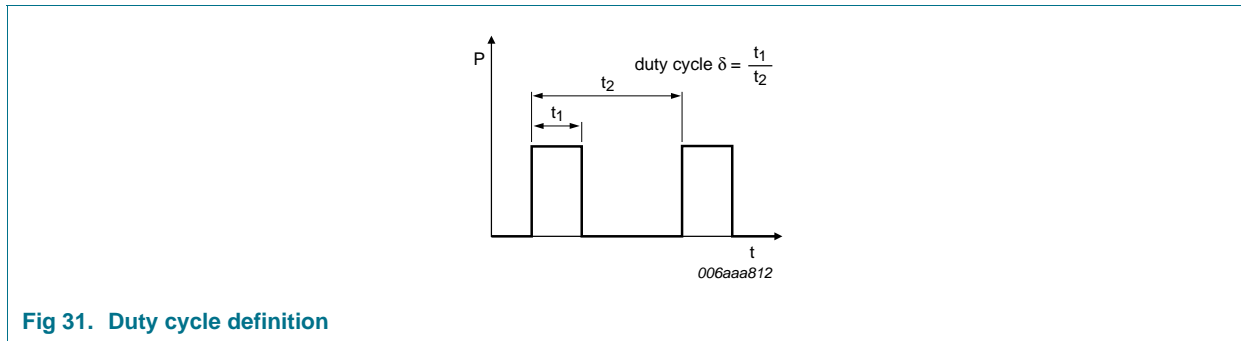 P
duty cycle δ = t1
t2
t2
t1
t
006aaa812
Fig 31. Duty cycle definition